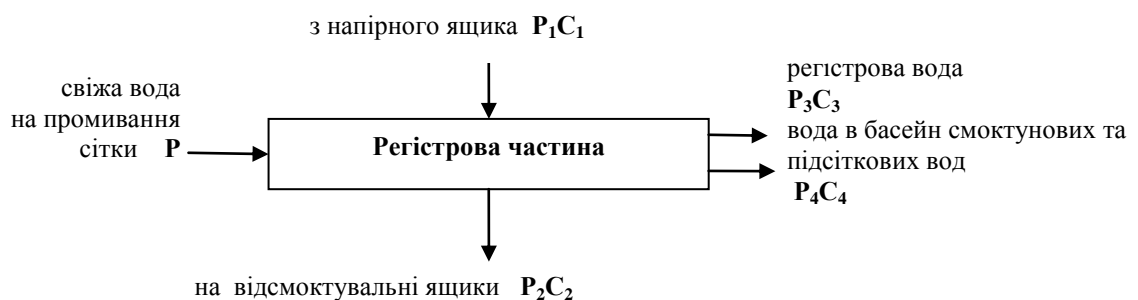 з напірного ящика P₁C₁
свіжа вода
на промивання
сітки P
Регістрова частина
регістрова вода
P₃C₃
вода в басейн смоктунових та
підсіткових вод
P₄C₄
на відсмоктувальні ящики P₂C₂